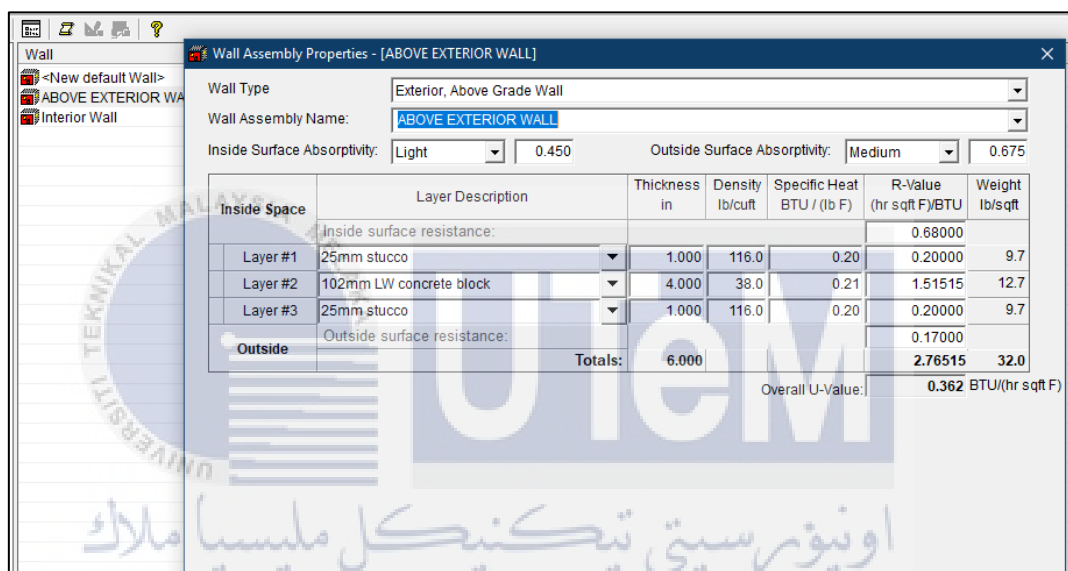 Wall
<New default Wall>
ABOVE EXTERIOR WA
Interior Wall
Wall Assembly Properties - [ABOVE EXTERIOR WALL]
Wall Type Exterior, Above Grade Wall
Wall Assembly Name: ABOVE EXTERIOR WALL
Inside Surface Absorptivity: Light 0.450 Outside Surface Absorptivity: Medium 0.675
Inside Space Layer Description Thickness in Density lb/cuft Specific Heat BTU / (lb F) R-Value (hr sqft F)/BTU Weight lb/sqft
Inside surface resistance: 0.68000
Layer #1 25mm stucco 1.000 116.0 0.20 0.20000 9.7
Layer #2 102mm LW concrete block 4.000 38.0 0.21 1.51515 12.7
Layer #3 25mm stucco 1.000 116.0 0.20 0.20000 9.7
Outside Outside surface resistance: 0.17000
Totals: 6.000 2.76515 32.0
Overall U-Value: 0.362 BTU/(hr sqft F)
UNIVERSITI TEKNIKAL MALAYSIA MELAKA
UTeM
اونيۏرسيتي تيكنيكل مليسيا ملاك